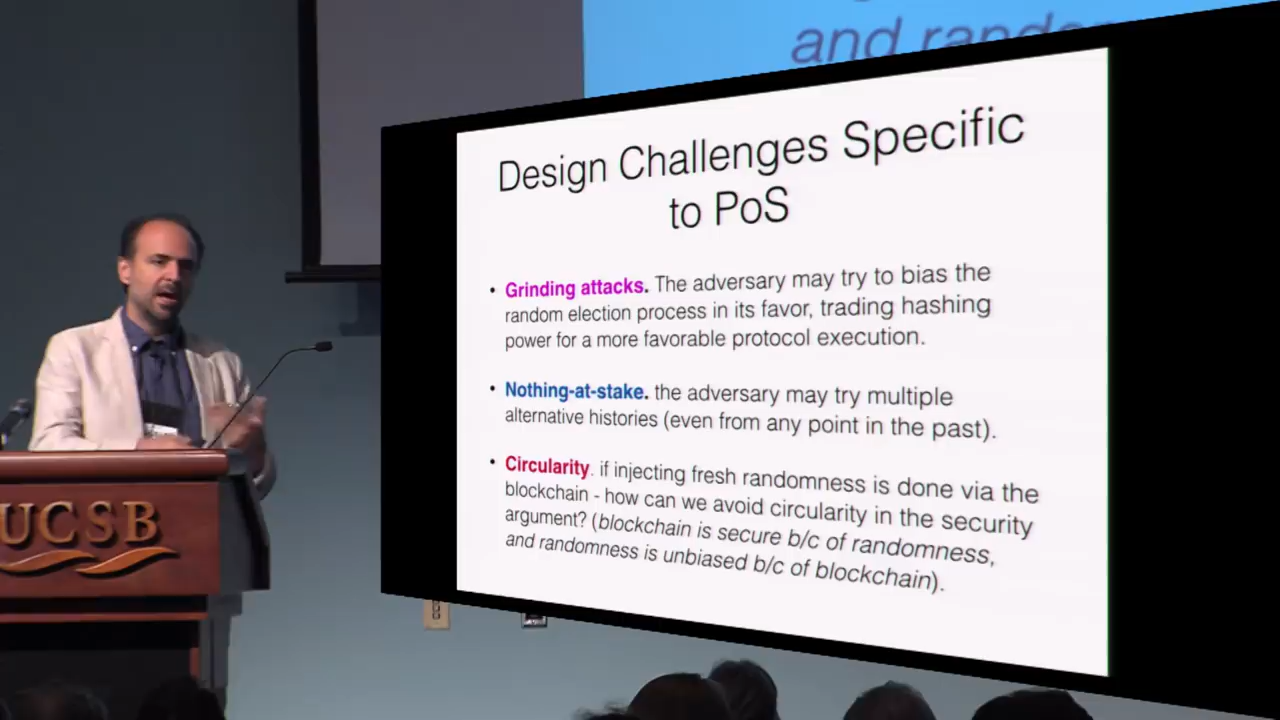 and
Design Challenges Specific
to PoS
• Grinding attacks. The adversary may try to bias the
random election process in its favor, trading hashing
power for a more favorable protocol execution.
• Nothing-at-stake. the adversary may try multiple
alternative histories (even from any point in the past).
• Circularity. if injecting fresh randomness is done via the
blockchain - how can we avoid circularity in the security
argument? (blockchain is secure b/c of randomness,
and randomness is unbiased b/c of blockchain).
UCSB